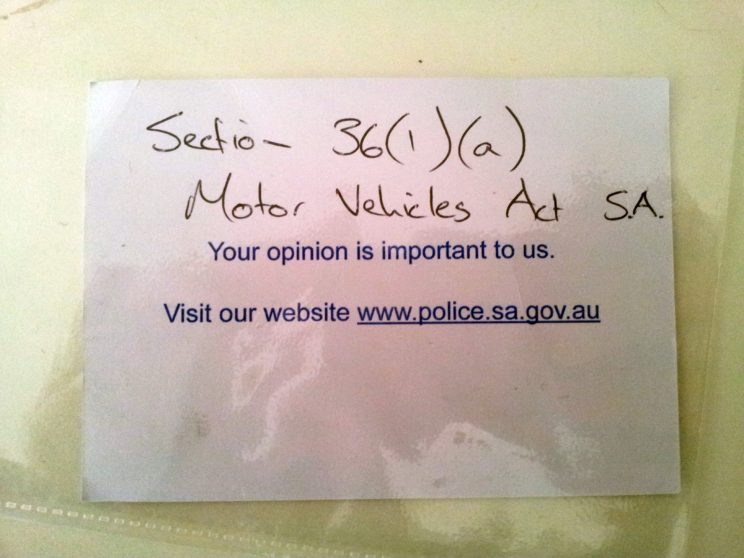 Section 36(1)(a)
Motor Vehicles Act S.A.
Your opinion is important to us.
Visit our website www.police.sa.gov.au